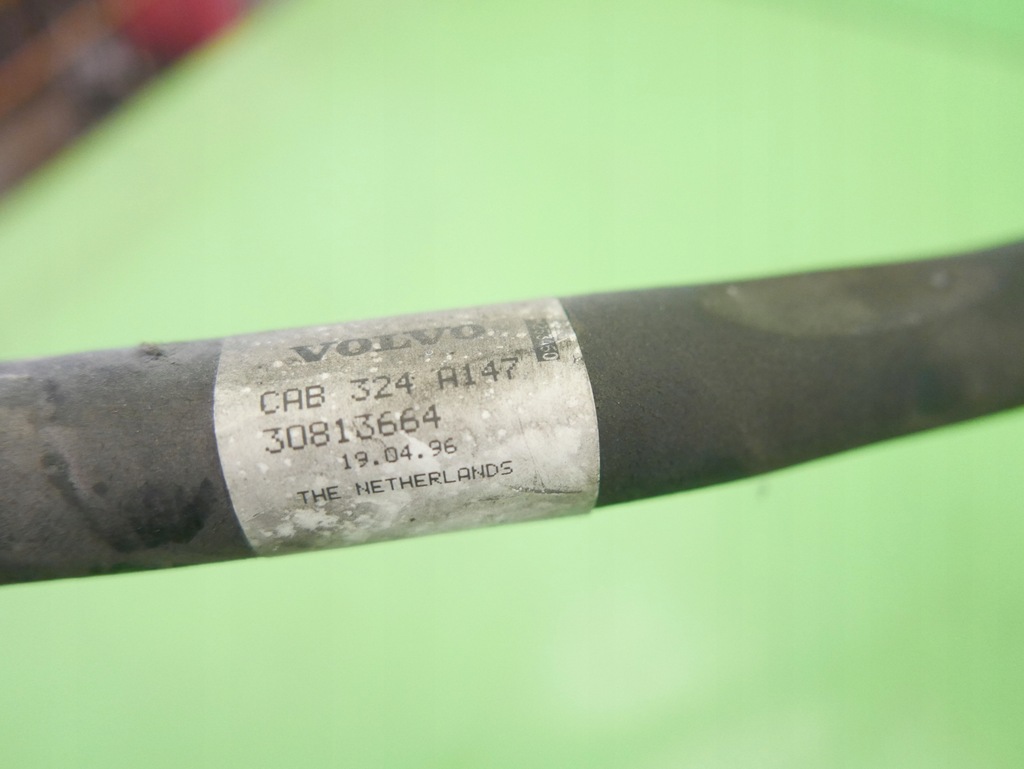 VOLVO
CAB 324 A147
30813664
19.04.96
THE NETHERLANDS